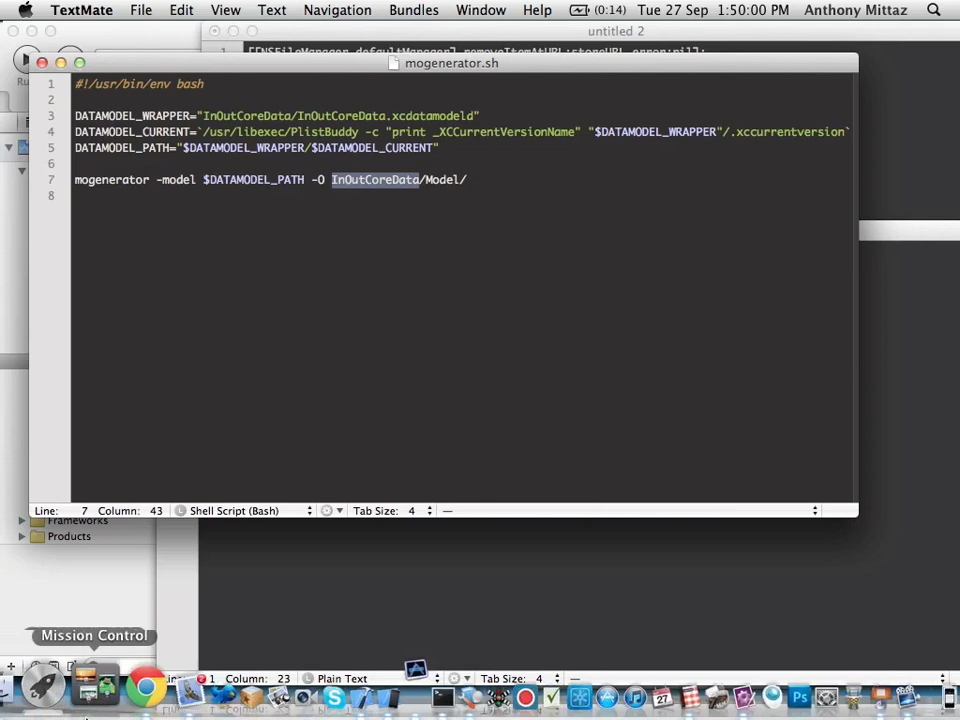 TextMate File Edit View Text Navigation Bundles Window Help (0:14) Tue 27 Sep 1:50:00 PM Anthony Mittaz
untitled 2
1 [[NSFileManager defaultManager] removeItemAtURL:storeURL error:nil];
mogenerator.sh
1 #!/usr/bin/env bash
2
3 DATAMODEL_WRAPPER="InOutCoreData/InOutCoreData.xcdatamodeld"
4 DATAMODEL_CURRENT=`/usr/libexec/PlistBuddy -c "print _XCCurrentVersionName" "$DATAMODEL_WRAPPER"/.xccurrentversion`
5 DATAMODEL_PATH="$DATAMODEL_WRAPPER/$DATAMODEL_CURRENT"
6
7 mogenerator -model $DATAMODEL_PATH -O InOutCoreData/Model/
8
Line: 7 Column: 43 Shell Script (Bash) Tab Size: 4 —
Frameworks
Products
Mission Control
1 Column: 23 Plain Text Tab Size: 4 —